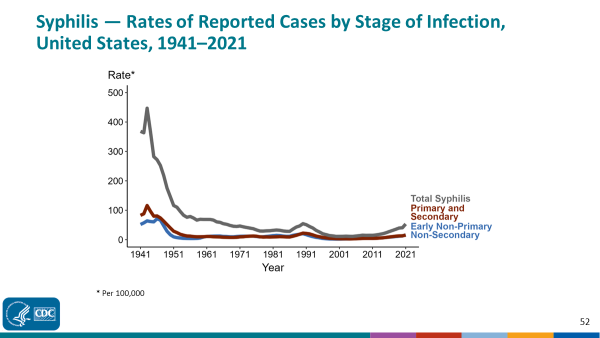 Syphilis — Rates of Reported Cases by Stage of Infection,
United States, 1941–2021
Rate*
500
400
300
200
100
0
1941 1951 1961 1971 1981 1991 2001 2011 2021
Year
Total Syphilis
Primary and
Secondary
Early Non-Primary
Non-Secondary
* Per 100,000
CDC
52